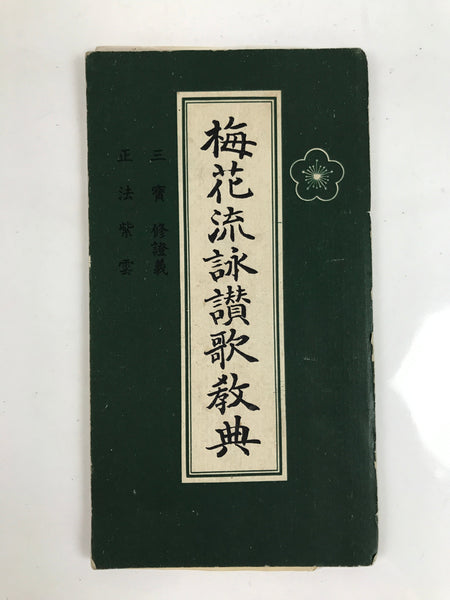 梅花流詠讃歌教典
三寶 修證義
正法 紫雲